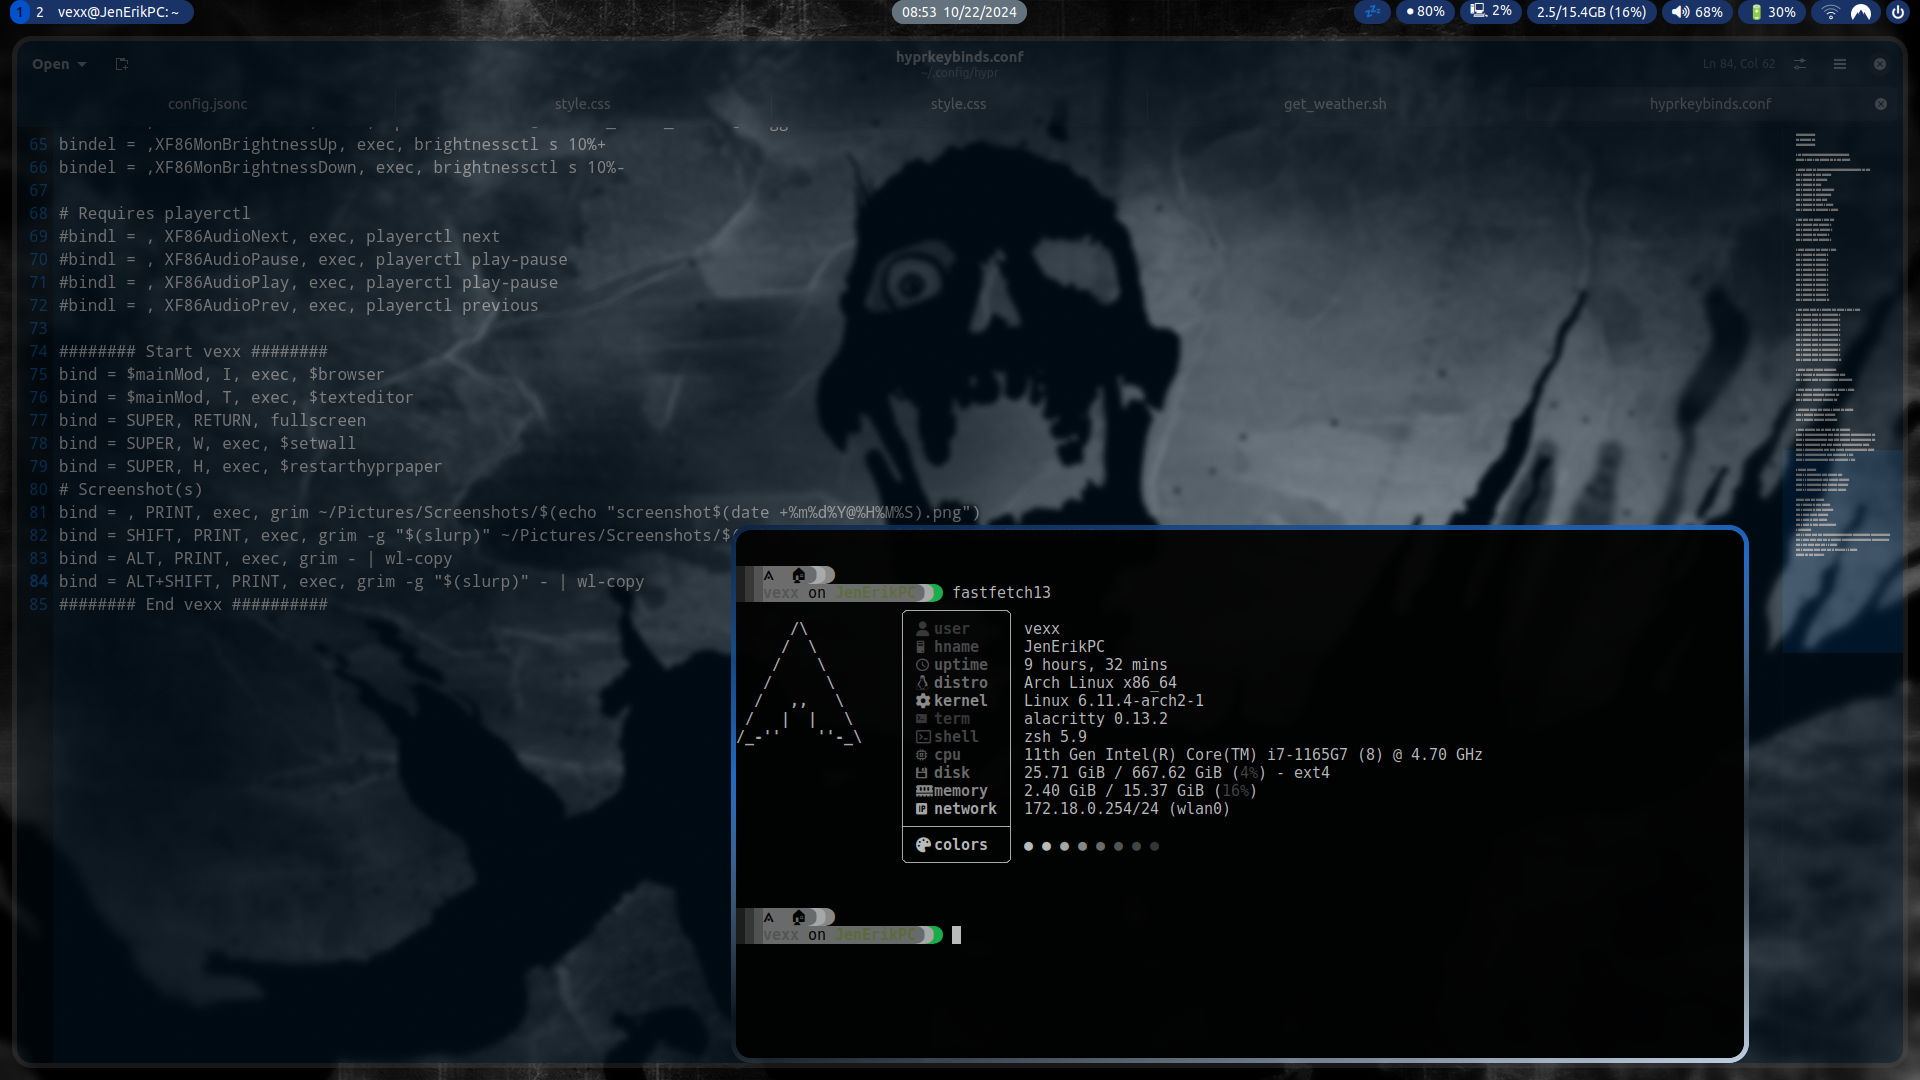 1 2 vexx@JenErikPC: ~
08:53 10/22/2024
zzz 80% 2% 2.5/15.4GB (16%) 68% 30%
Open
hyprkeybinds.conf
~/.config/hypr
Ln 84, Col 62
config.jsonc
style.css
style.css
get_weather.sh
hyprkeybinds.conf
65 bindel = ,XF86MonBrightnessUp, exec, brightnessctl s 10%+
66 bindel = ,XF86MonBrightnessDown, exec, brightnessctl s 10%-
67
68 # Requires playerctl
69 #bindl = , XF86AudioNext, exec, playerctl next
70 #bindl = , XF86AudioPause, exec, playerctl play-pause
71 #bindl = , XF86AudioPlay, exec, playerctl play-pause
72 #bindl = , XF86AudioPrev, exec, playerctl previous
73
74 ######## Start vexx ########
75 bind = $mainMod, I, exec, $browser
76 bind = $mainMod, T, exec, $texteditor
77 bind = SUPER, RETURN, fullscreen
78 bind = SUPER, W, exec, $setwall
79 bind = SUPER, H, exec, $restarthyprpaper
80 # Screenshot(s)
81 bind = , PRINT, exec, grim ~/Pictures/Screenshots/$(echo "screenshot$(date +%m%d%Y@%H%M%S).png")
82 bind = SHIFT, PRINT, exec, grim -g "$(slurp)" ~/Pictures/Screenshots/$(
83 bind = ALT, PRINT, exec, grim - | wl-copy
84 bind = ALT+SHIFT, PRINT, exec, grim -g "$(slurp)" - | wl-copy
85 ######## End vexx ##########
vexx on JenErikPC fastfetch13
/\
/  \
/    \
/      \
/   ,,   \
/   |  |   \
/_-''    ''-_\
user vexx
hname JenErikPC
uptime 9 hours, 32 mins
distro Arch Linux x86_64
kernel Linux 6.11.4-arch2-1
term alacritty 0.13.2
shell zsh 5.9
cpu 11th Gen Intel(R) Core(TM) i7-1165G7 (8) @ 4.70 GHz
disk 25.71 GiB / 667.62 GiB (4%) - ext4
memory 2.40 GiB / 15.37 GiB (16%)
network 172.18.0.254/24 (wlan0)
colors
vexx on JenErikPC